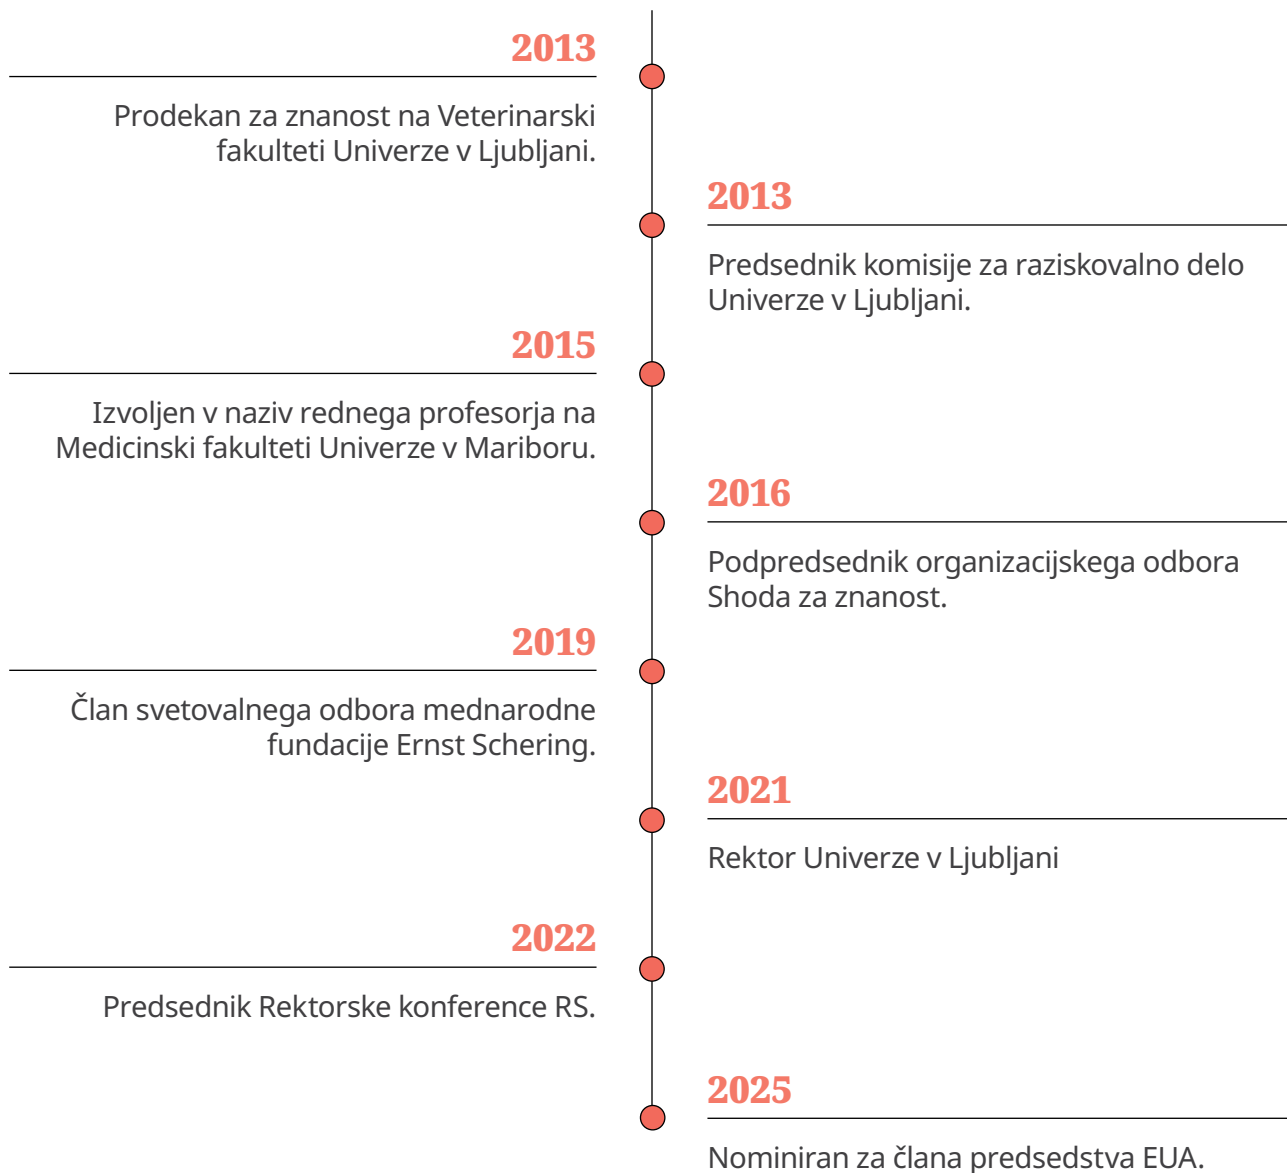 2013
Prodekan za znanost na Veterinarski
fakulteti Univerze v Ljubljani.
2013
Predsednik komisije za raziskovalno delo
Univerze v Ljubljani.
2015
Izvoljen v naziv rednega profesorja na
Medicinski fakulteti Univerze v Mariboru.
2016
Podpredsednik organizacijskega odbora
Shoda za znanost.
2019
Član svetovalnega odbora mednarodne
fundacije Ernst Schering.
2021
Rektor Univerze v Ljubljani
2022
Predsednik Rektorske konference RS.
2025
Nominiran za člana predsedstva EUA.